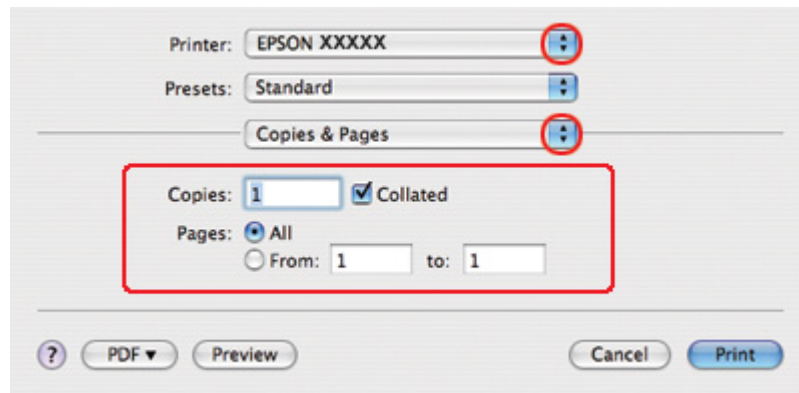 Printer: EPSON XXXXX
Presets: Standard
Copies & Pages
Copies: 1 Collated
Pages: All
From: 1 to: 1
? PDF▼ Preview Cancel Print